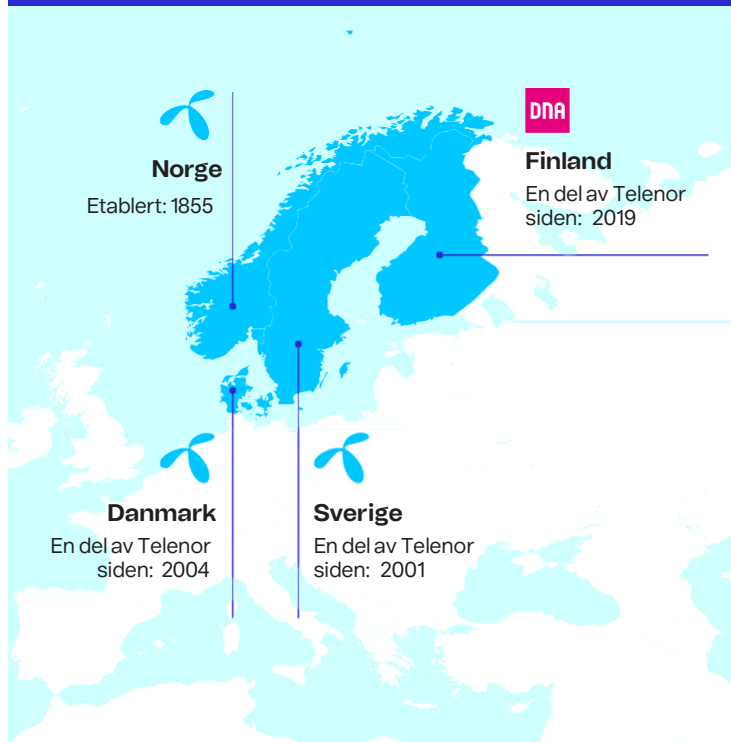 Norge
Etablert: 1855
DNA
Finland
En del av Telenor
siden: 2019
Danmark
En del av Telenor
siden: 2004
Sverige
En del av Telenor
siden: 2001